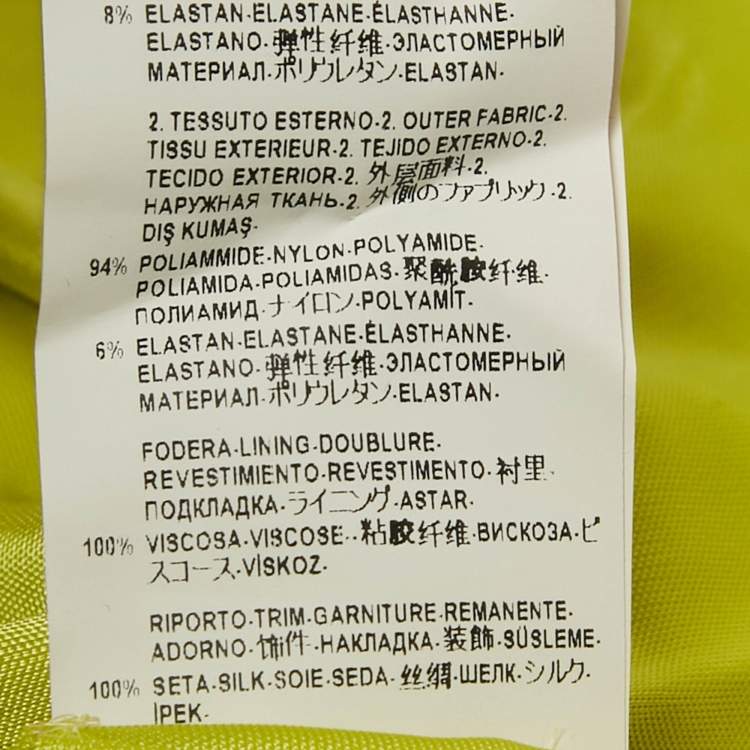 8% ELASTAN·ELASTANE·ÉLASTHANNE·
ELASTANO·弹性纤维·ЭЛАСТОМЕРНЫЙ
МАТЕРИАЛ·ポリウレタン·ELASTAN·
2. TESSUTO ESTERNO·2. OUTER FABRIC·2.
TISSU EXTERIEUR·2. TEJIDO EXTERNO·2.
TECIDO EXTERIOR·2. 外层面料·2.
НАРУЖНАЯ ТКАНЬ·2. 外側のファブリック·2.
DIŞ KUMAŞ·
94% POLIAMMIDE·NYLON·POLYAMIDE·
POLIAMIDA·POLIAMIDAS·聚酰胺纤维·
ПОЛИАМИД·ナイロン·POLYAMİT·
6% ELASTAN·ELASTANE·ÉLASTHANNE·
ELASTANO·弹性纤维·ЭЛАСТОМЕРНЫЙ
МАТЕРИАЛ·ポリウレタン·ELASTAN·
FODERA·LINING·DOUBLURE·
REVESTIMIENTO·REVESTIMENTO·衬里·
ПОДКЛАДКА·ライニング·ASTAR·
100% VISCOSA·VISCOSE··粘胶纤维·ВИСКОЗА·ビ
スコース·VİSKOZ·
RIPORTO·TRIM·GARNITURE·REMANENTE·
ADORNO·饰件·НАКЛАДКА·装飾·SÜSLEME·
100% SETA·SILK·SOIE·SEDA·丝绸·ШЕЛК·シルク·
İPEK·